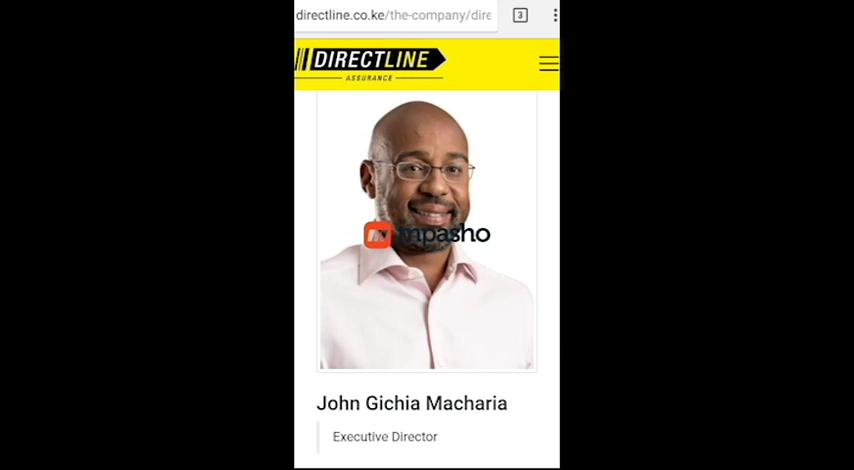 directline.co.ke/the-company/dire
3
DIRECTLINE
ASSURANCE
mpasho
John Gichia Macharia
Executive Director